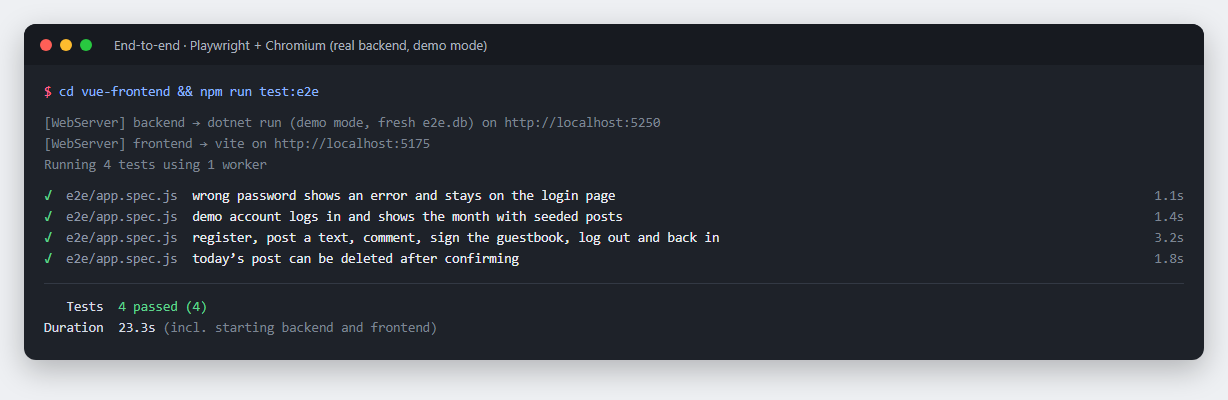 End-to-end · Playwright + Chromium (real backend, demo mode)
$ cd vue-frontend && npm run test:e2e
[WebServer] backend → dotnet run (demo mode, fresh e2e.db) on http://localhost:5250
[WebServer] frontend → vite on http://localhost:5175
Running 4 tests using 1 worker
✓ e2e/app.spec.js wrong password shows an error and stays on the login page 1.1s
✓ e2e/app.spec.js demo account logs in and shows the month with seeded posts 1.4s
✓ e2e/app.spec.js register, post a text, comment, sign the guestbook, log out and back in 3.2s
✓ e2e/app.spec.js today’s post can be deleted after confirming 1.8s
Tests 4 passed (4)
Duration 23.3s (incl. starting backend and frontend)